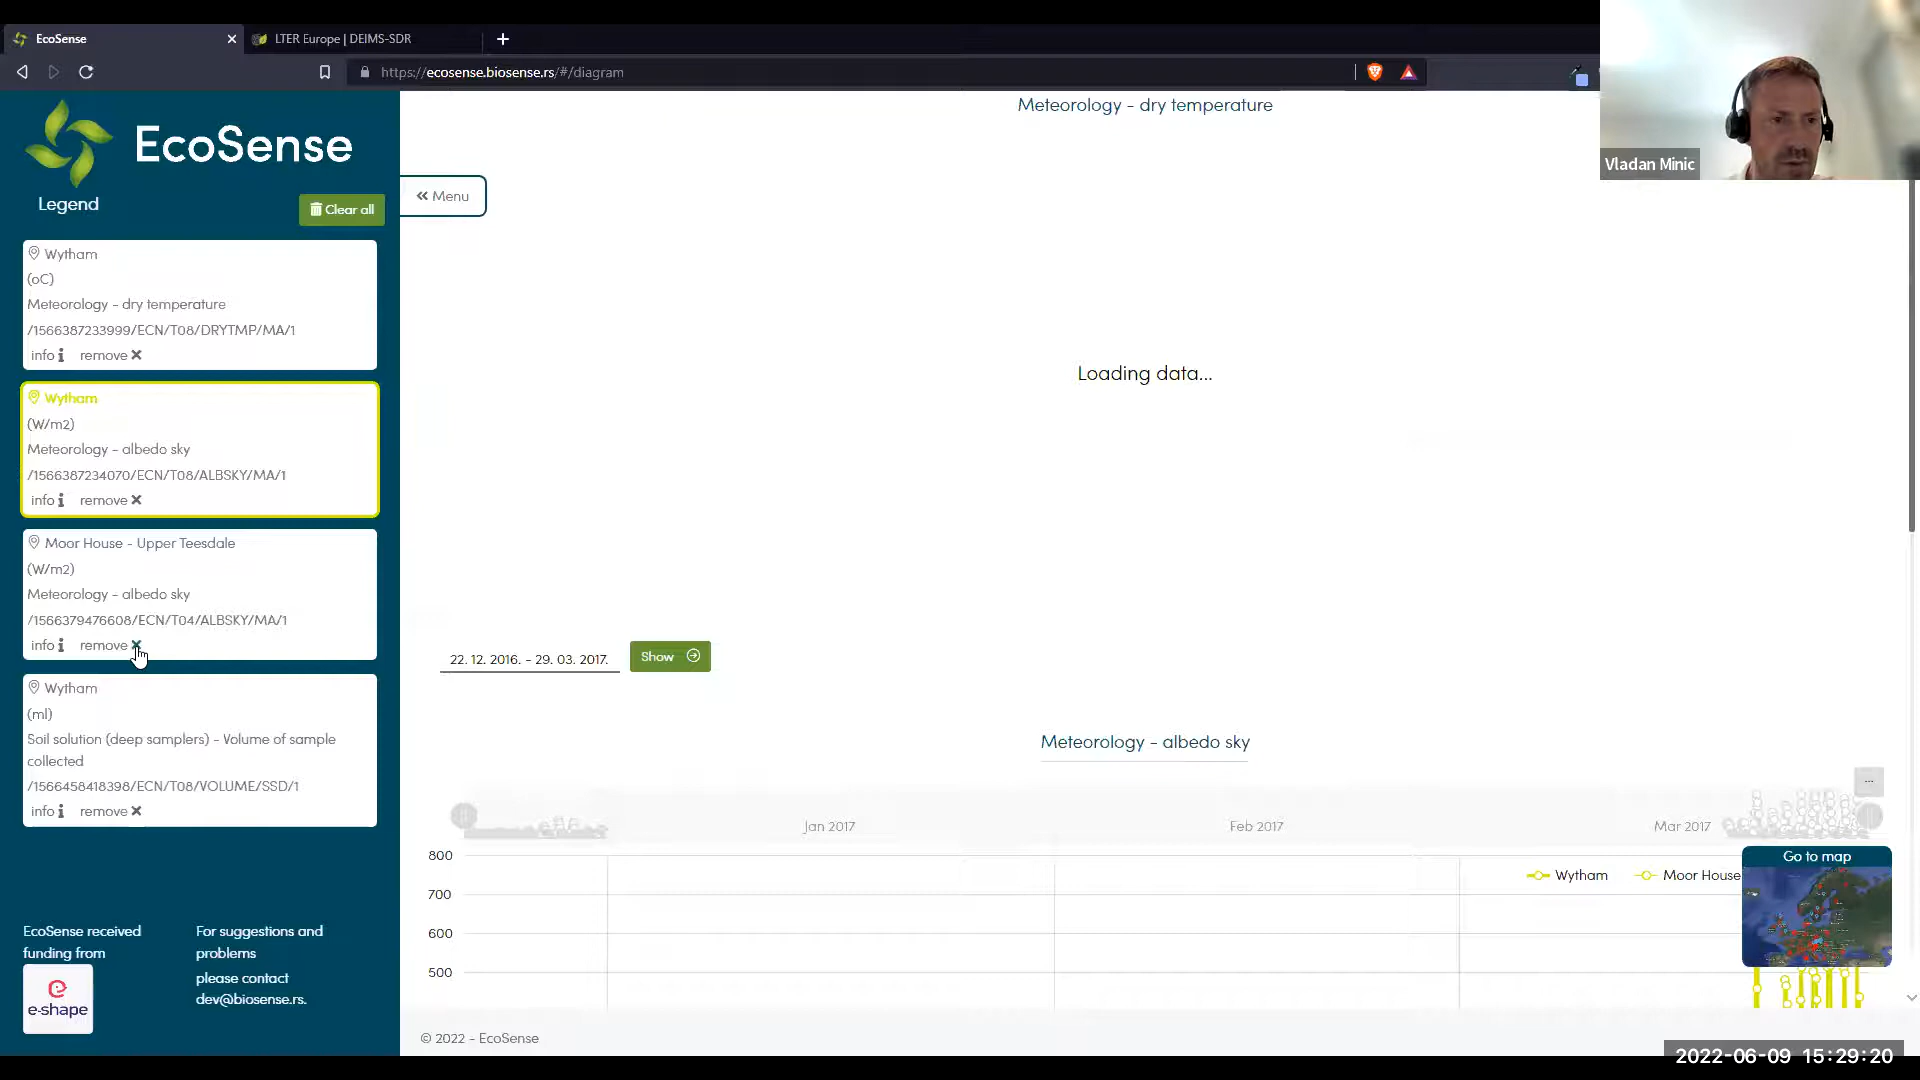 EcoSense
LTER Europe | DEIMS-SDR
https://ecosense.biosense.rs/#/diagram
Vladan Minic
EcoSense
Legend
Clear all
Wytham
(oC)
Meteorology - dry temperature
/1566387233999/ECN/T08/DRYTMP/MA/1
info
remove
Wytham
(W/m2)
Meteorology - albedo sky
/1566387234070/ECN/T08/ALBSKY/MA/1
info
remove
Moor House - Upper Teesdale
(W/m2)
Meteorology - albedo sky
/1566379476608/ECN/T04/ALBSKY/MA/1
info
remove
Wytham
(ml)
Soil solution (deep samplers) - Volume of sample
collected
/1566458418398/ECN/T08/VOLUME/SSD/1
info
remove
EcoSense received
funding from
e-shape
For suggestions and
problems
please contact
dev@biosense.rs.
Meteorology - dry temperature
Menu
Loading data...
22. 12. 2016. - 29. 03. 2017.
Show
Meteorology - albedo sky
...
Jan 2017
Feb 2017
Mar 2017
800
700
600
500
Wytham
Moor House
Go to map
© 2022 - EcoSense
2022-06-09 15:29:20